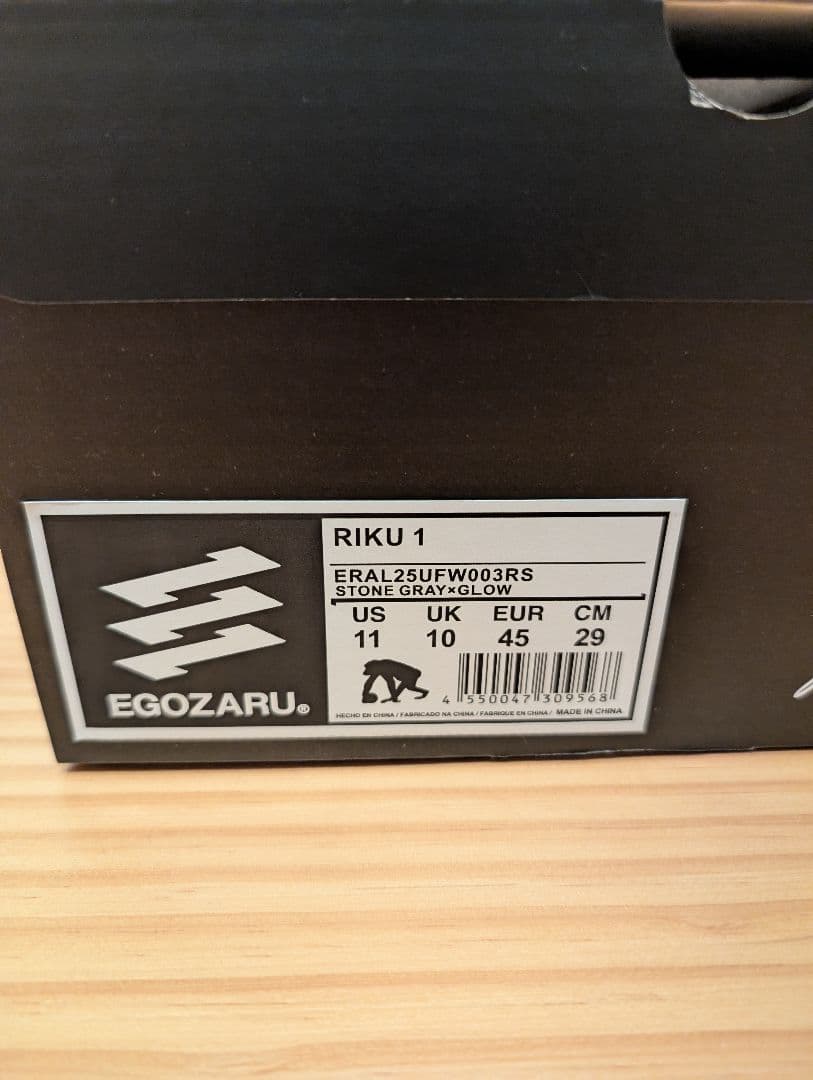 RIKU 1
ERAL25UFW003RS
STONE GRAY×GLOW
US UK EUR CM
11 10 45 29
4 550047 309568
HECHO EN CHINA / FABRICADO NA CHINA / FABRIQUE EN CHINA / MADE IN CHINA
EGOZARU®